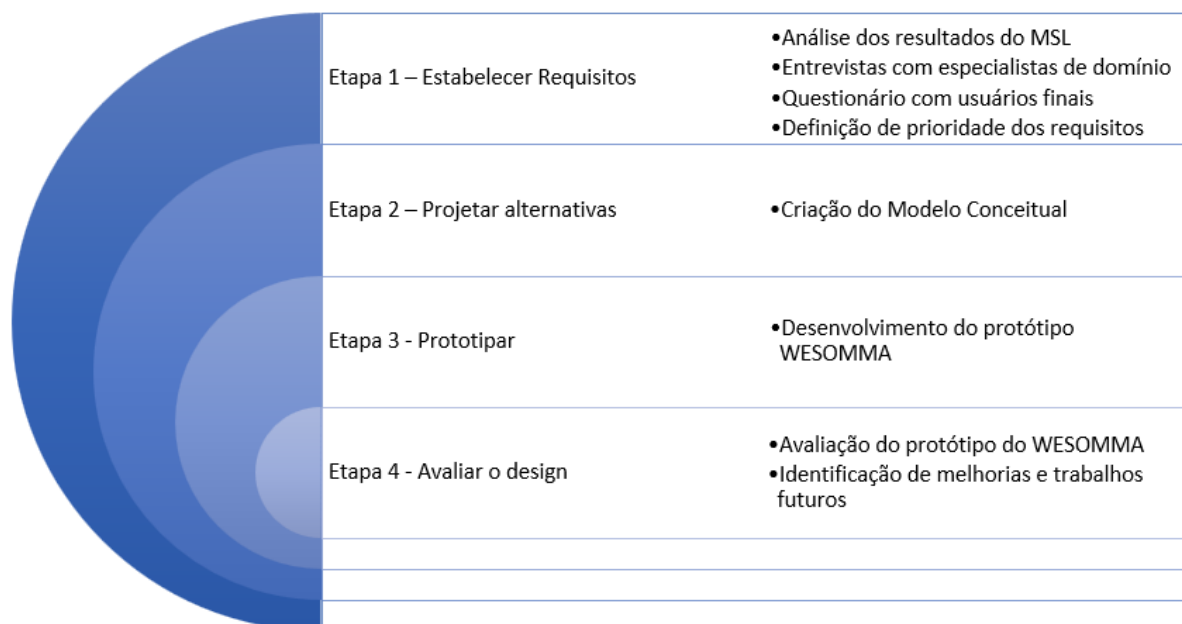 Etapa 1 – Estabelecer Requisitos
•Análise dos resultados do MSL
•Entrevistas com especialistas de domínio
•Questionário com usuários finais
•Definição de prioridade dos requisitos
Etapa 2 – Projetar alternativas
•Criação do Modelo Conceitual
Etapa 3 - Prototipar
•Desenvolvimento do protótipo
WESOMMA
Etapa 4 - Avaliar o design
•Avaliação do protótipo do WESOMMA
•Identificação de melhorias e trabalhos
futuros